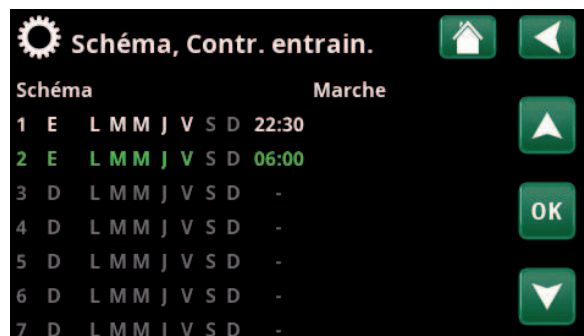 Schéma, Contr. entrain.
Schéma Marche
1 E L M M J V S D 22:30
2 E L M M J V S D 06:00
3 D L M M J V S D -
4 D L M M J V S D -
OK
5 D L M M J V S D -
6 D L M M J V S D -
7 D L M M J V S D